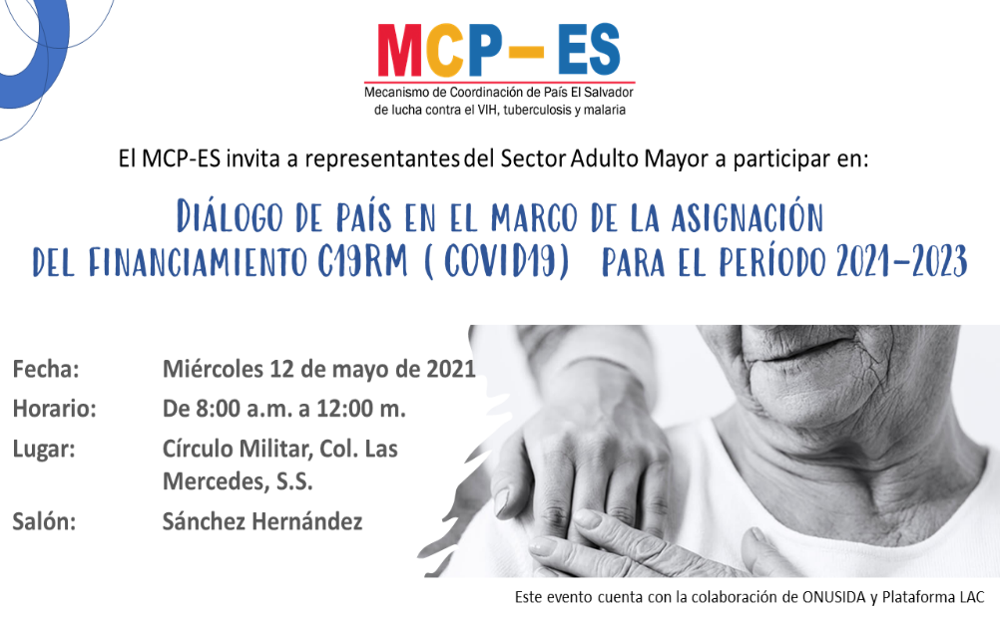 MCP-ES
Mecanismo de Coordinación de País El Salvador
de lucha contra el VIH, tuberculosis y malaria
El MCP-ES invita a representantes del Sector Adulto Mayor a participar en:
DIÁLOGO DE PAÍS EN EL MARCO DE LA ASIGNACIÓN
DEL FINANCIAMIENTO C19RM ( COVID19) PARA EL PERÍODO 2021-2023
Fecha: Miércoles 12 de mayo de 2021
Horario: De 8:00 a.m. a 12:00 m.
Lugar: Círculo Militar, Col. Las
Mercedes, S.S.
Salón: Sánchez Hernández
Este evento cuenta con la colaboración de ONUSIDA y Plataforma LAC